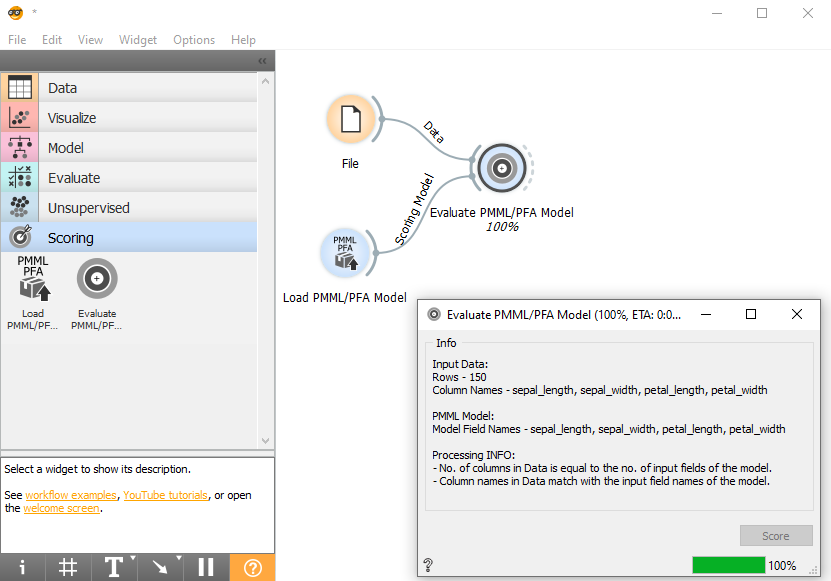 *
File Edit View Widget Options Help
«
Data
Visualize
Model
Evaluate
Unsupervised
Scoring
PMML
PFA
Load
PMML/PF...
Evaluate
PMML/PF...
Select a widget to show its description.
See workflow examples, YouTube tutorials, or open
the welcome screen.
i # T ?
File
Data
PMML
PFA
Load PMML/PFA Model
Scoring Model
Evaluate PMML/PFA Model
100%
Evaluate PMML/PFA Model (100%, ETA: 0:0...
Info
Input Data:
Rows - 150
Column Names - sepal_length, sepal_width, petal_length, petal_width
PMML Model:
Model Field Names - sepal_length, sepal_width, petal_length, petal_width
Processing INFO:
- No. of columns in Data is equal to the no. of input fields of the model.
- Column names in Data match with the input field names of the model.
Score
? 100%